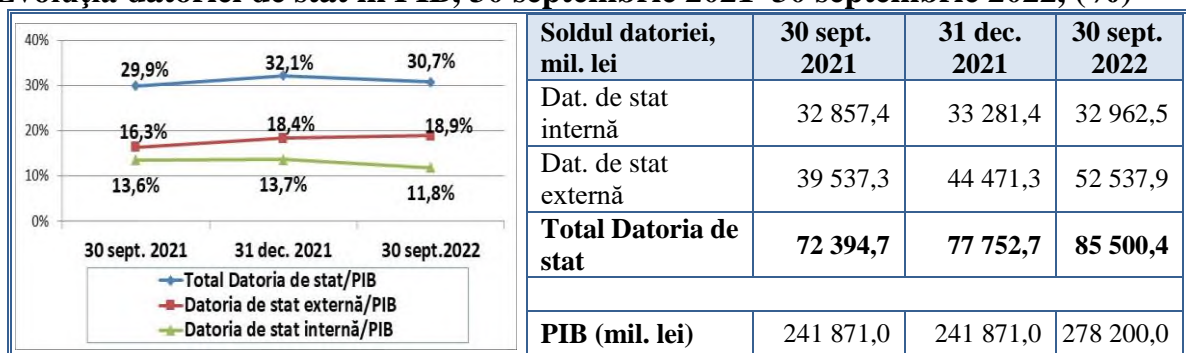 Evoluția datoriei de stat în PIB, 30 septembrie 2021–30 septembrie 2022, (%)
40%
30%
20%
10%
0%
29,9%
32,1%
30,7%
16,3%
18,4%
18,9%
13,6%
13,7%
11,8%
30 sept. 2021
31 dec. 2021
30 sept.2022
Total Datoria de stat/PIB
Datoria de stat externă/PIB
Datoria de stat internă/PIB
Soldul datoriei, mil. lei 30 sept. 2021 31 dec. 2021 30 sept. 2022
Dat. de stat internă 32 857,4 33 281,4 32 962,5
Dat. de stat externă 39 537,3 44 471,3 52 537,9
Total Datoria de stat 72 394,7 77 752,7 85 500,4
PIB (mil. lei) 241 871,0 241 871,0 278 200,0